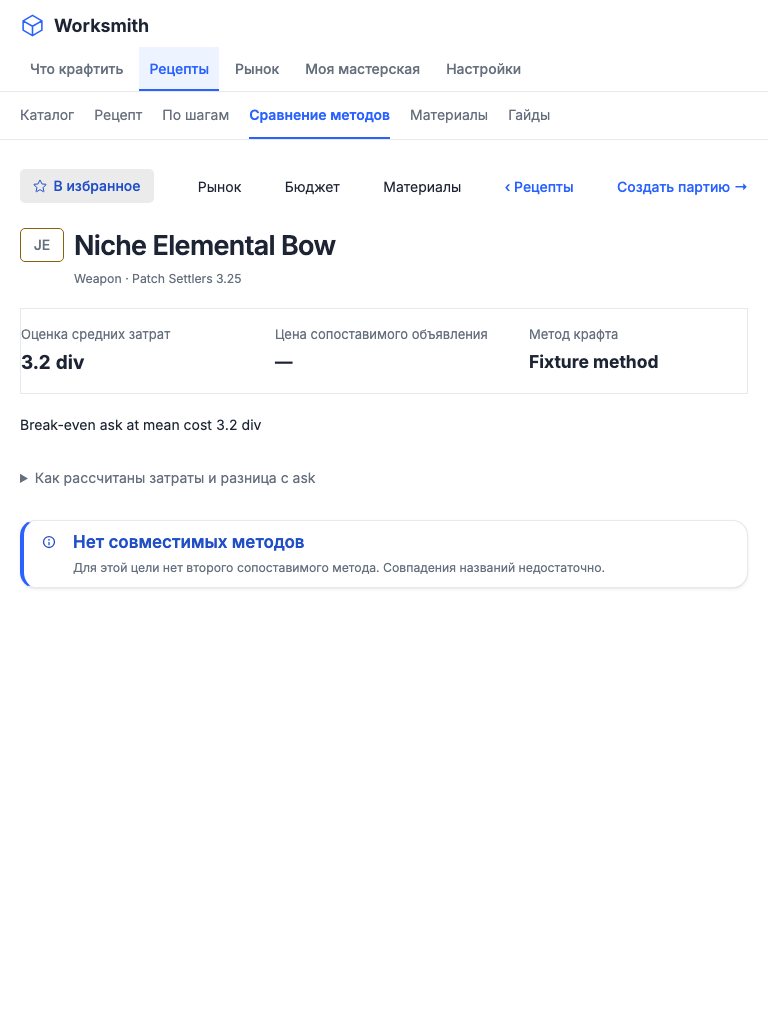 Worksmith
Что крафтить Рецепты Рынок Моя мастерская Настройки
Каталог Рецепт По шагам Сравнение методов Материалы Гайды
В избранное Рынок Бюджет Материалы ‹ Рецепты Создать партию →
JE Niche Elemental Bow
Weapon · Patch Settlers 3.25
Оценка средних затрат Цена сопоставимого объявления Метод крафта
3.2 div — Fixture method
Break-even ask at mean cost 3.2 div
Как рассчитаны затраты и разница с ask
Нет совместимых методов
Для этой цели нет второго сопоставимого метода. Совпадения названий недостаточно.